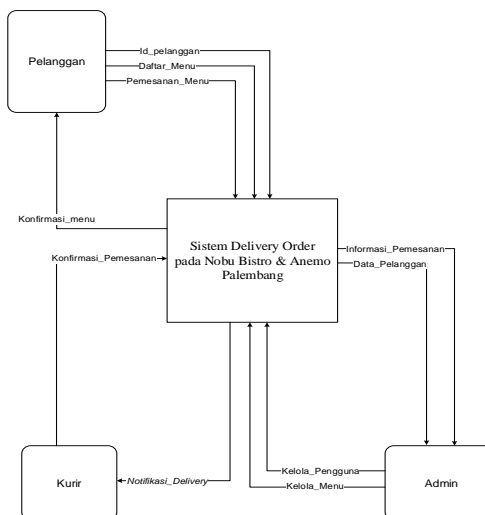 Pelanggan
Id_pelanggan
Daftar_Menu
Pemesanan_Menu
Konfirmasi_menu
Konfirmasi_Pemesanan
Sistem Delivery Order
pada Nobu Bistro & Anemo
Palembang
Informasi_Pemesanan
Data_Pelanggan
Kurir
Notifikasi_Delivery
Kelola_Pengguna
Kelola_Menu
Admin